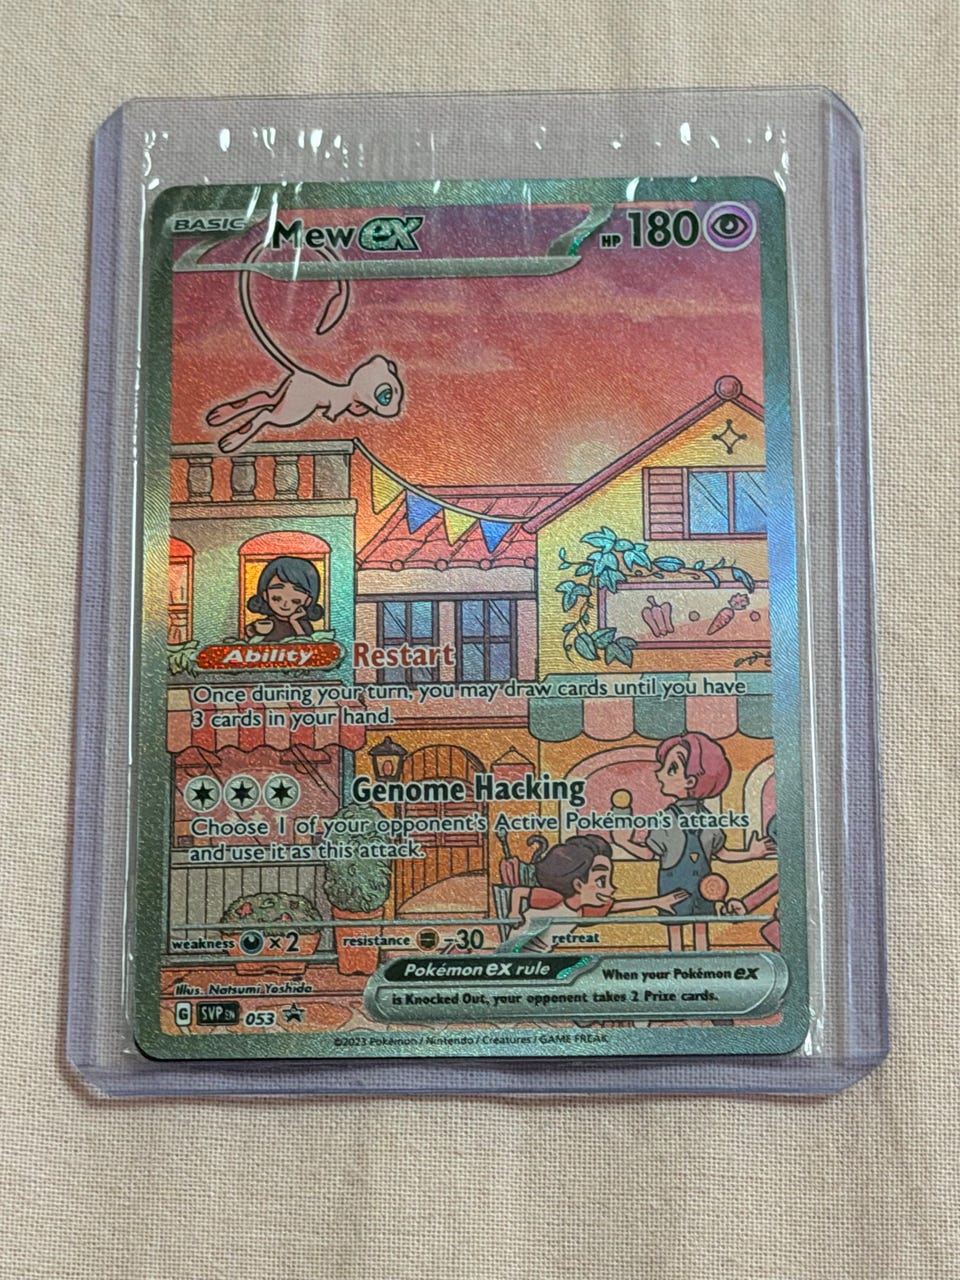 BASIC Mew ex HP 180
Ability Restart
Once during your turn, you may draw cards until you have
3 cards in your hand.
Genome Hacking
Choose 1 of your opponent's Active Pokémon's attacks
and use it as this attack.
weakness ×2 resistance -30 retreat
Pokémon ex rule When your Pokémon ex
is Knocked Out, your opponent takes 2 Prize cards.
Illus. Natsumi Yoshida
G SVP EN 053
©2023 Pokémon / Nintendo / Creatures / GAME FREAK